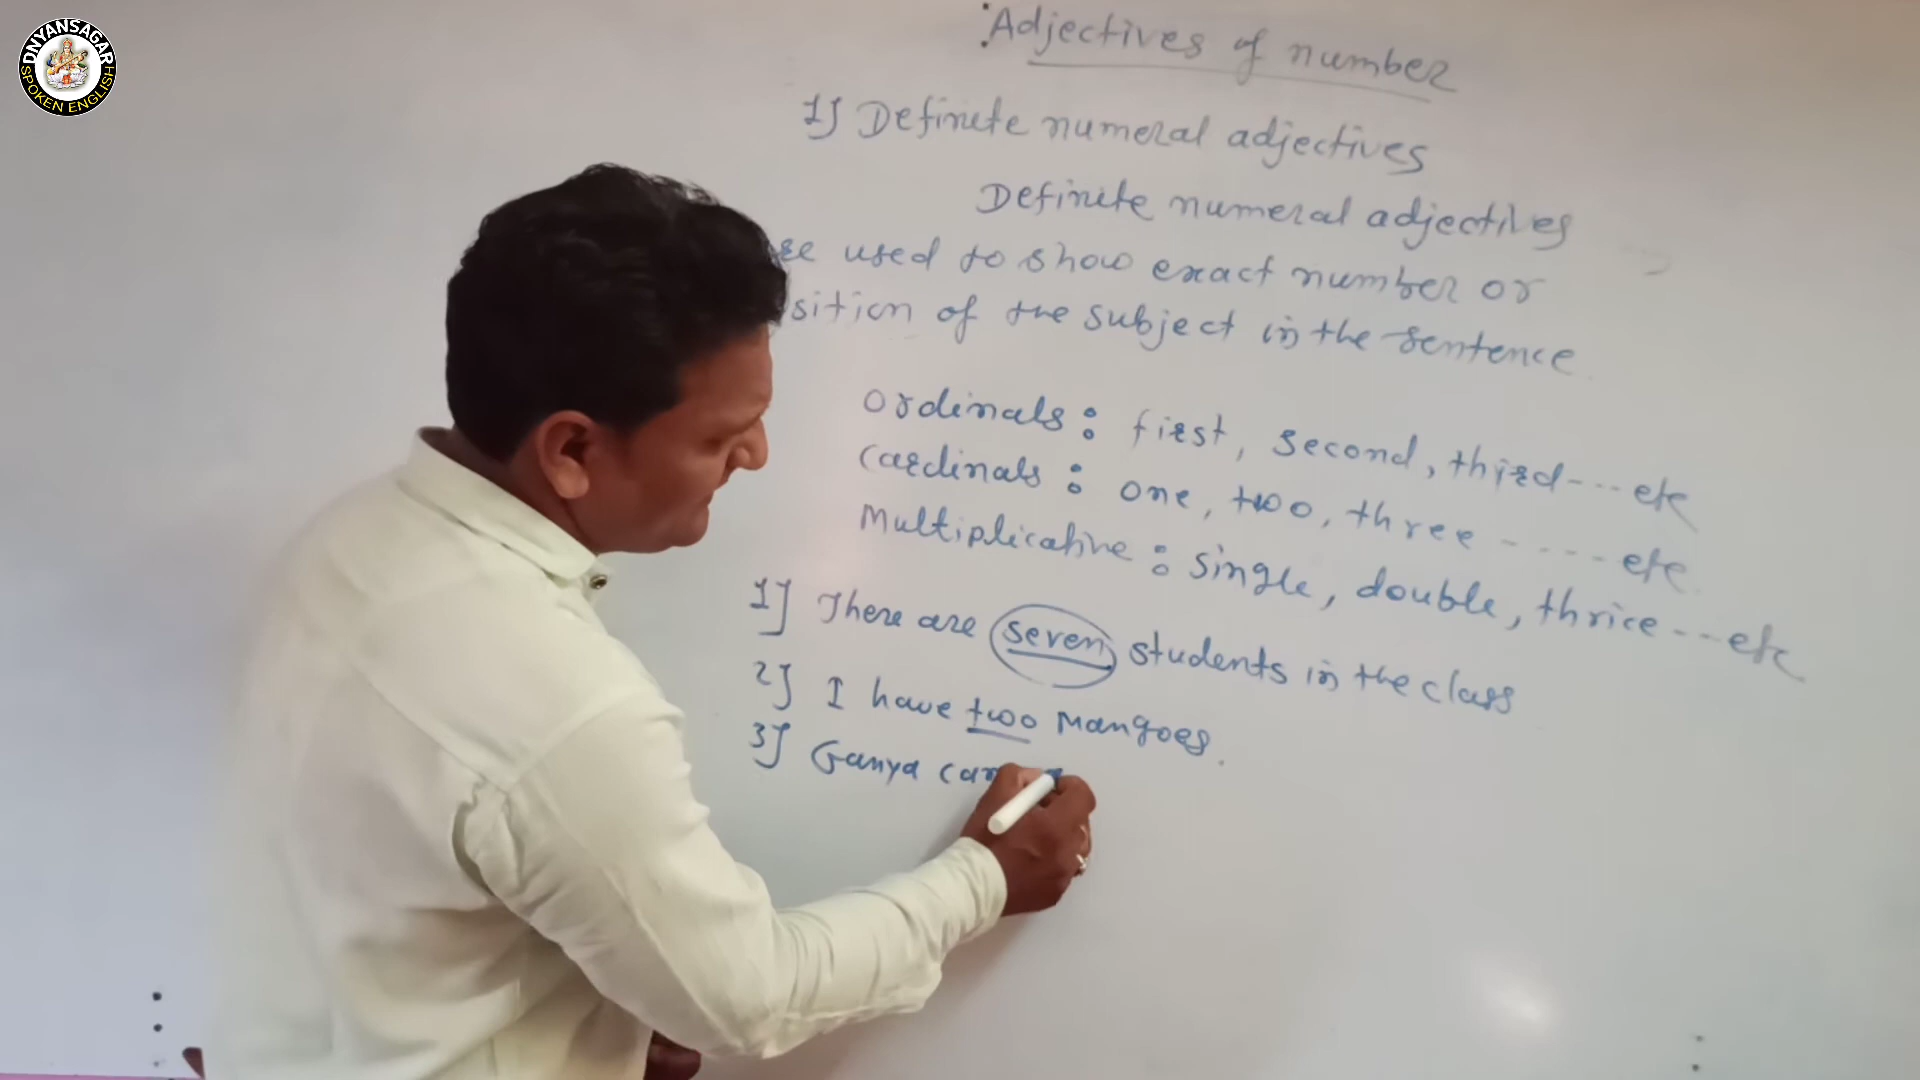 DNYANSAGAR
SPOKEN ENGLISH
Adjectives of number
1] Definite numeral adjectives
Definite numeral adjectives
used to show exact number or
of the subject in the sentence
Ordinals : first, second, third --- etc
Cardinals : one, two, three ----- etc
Multiplicative : single, double, thrice --- etc
1] There are seven students in the class
2] I have two Mangoes.
3] Ganya